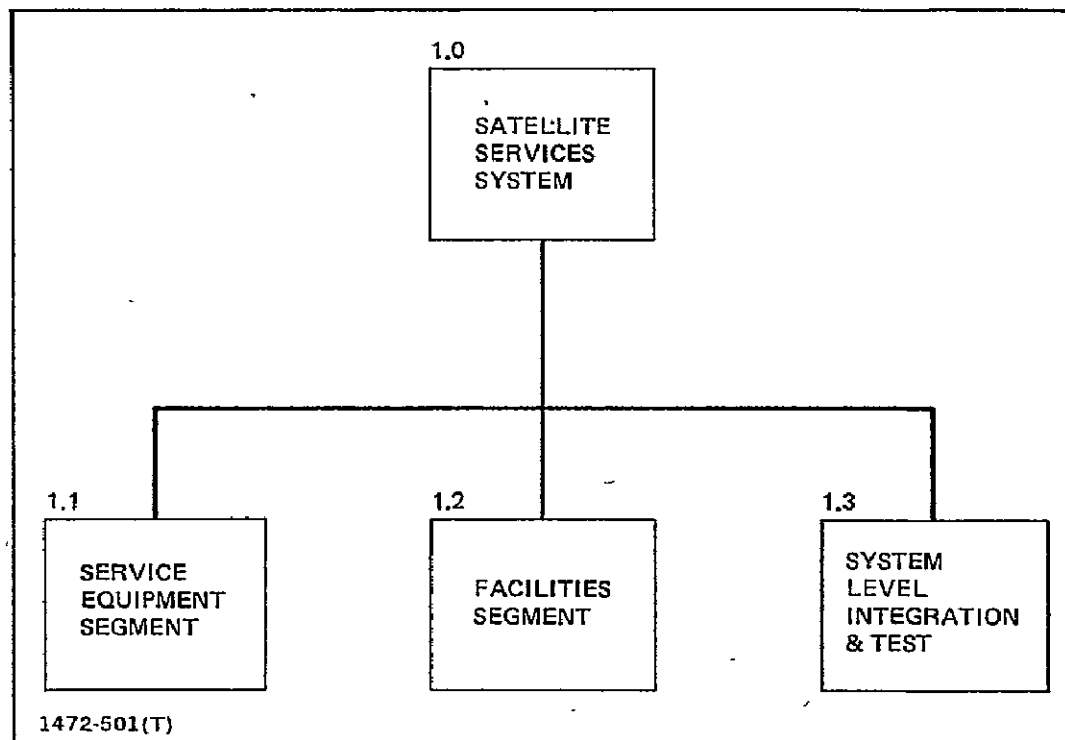 1.0
SATELLITE
SERVICES
SYSTEM
1.1
SERVICE
EQUIPMENT
SEGMENT
1.2
FACILITIES
SEGMENT
1.3
SYSTEM
LEVEL
INTEGRATION
& TEST
1472-501(T)